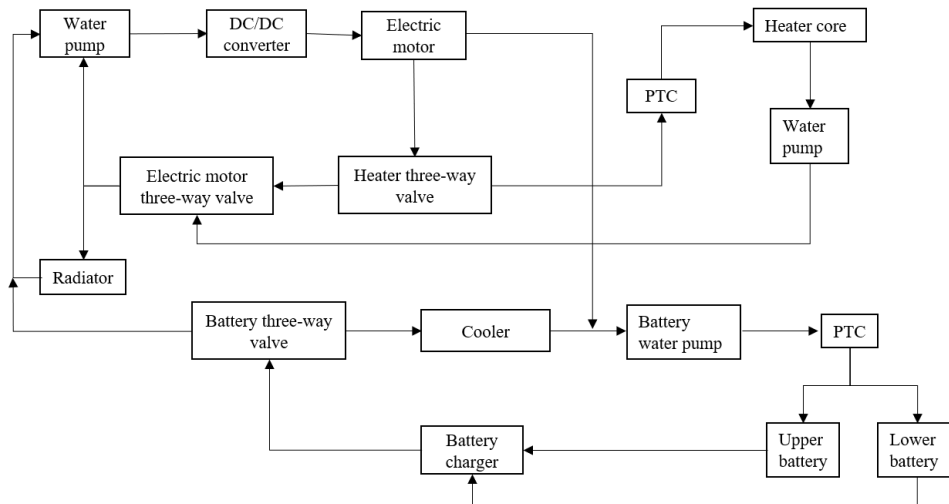 Water
pump
DC/DC
converter
Electric
motor
Heater core
PTC
Water
pump
Electric motor
three-way valve
Heater three-way
valve
Radiator
Battery three-way
valve
Cooler
Battery
water pump
PTC
Battery
charger
Upper
battery
Lower
battery